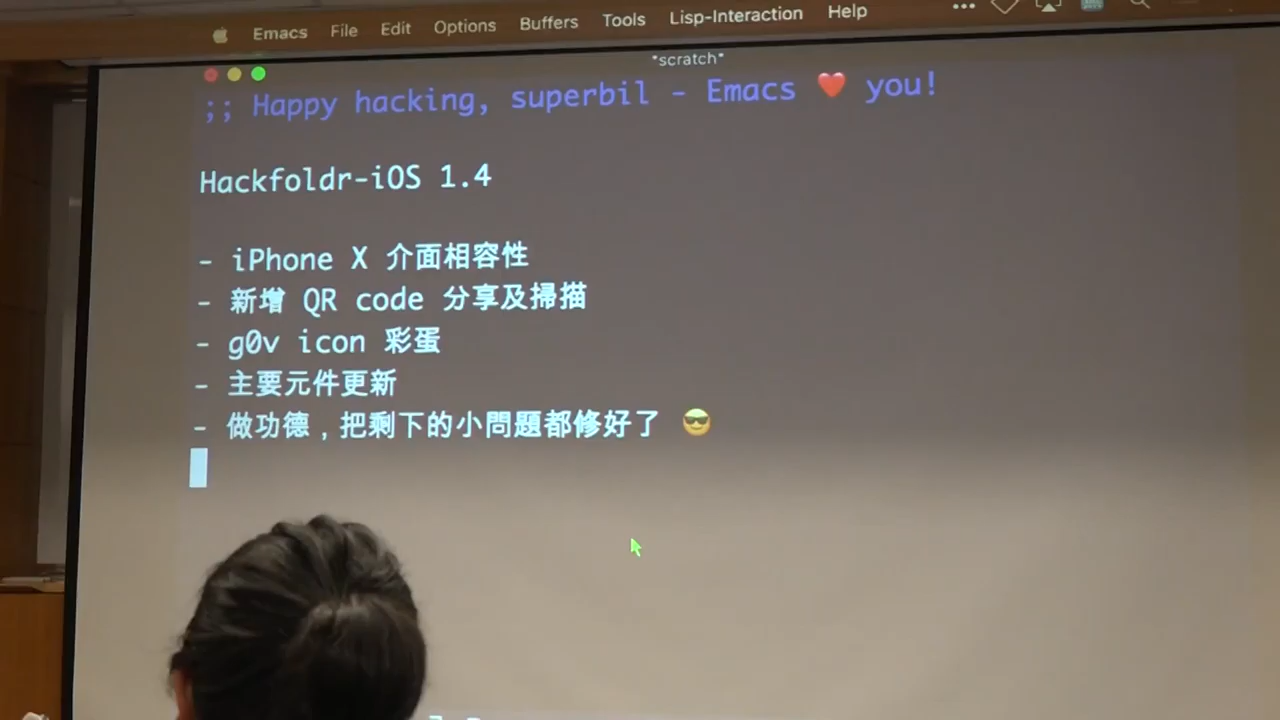 Emacs File Edit Options Buffers Tools Lisp-Interaction Help
*scratch*
;; Happy hacking, superbil - Emacs ❤️ you!
Hackfoldr-iOS 1.4
- iPhone X 介面相容性
- 新增 QR code 分享及掃描
- g0v icon 彩蛋
- 主要元件更新
- 做功德，把剩下的小問題都修好了 😎